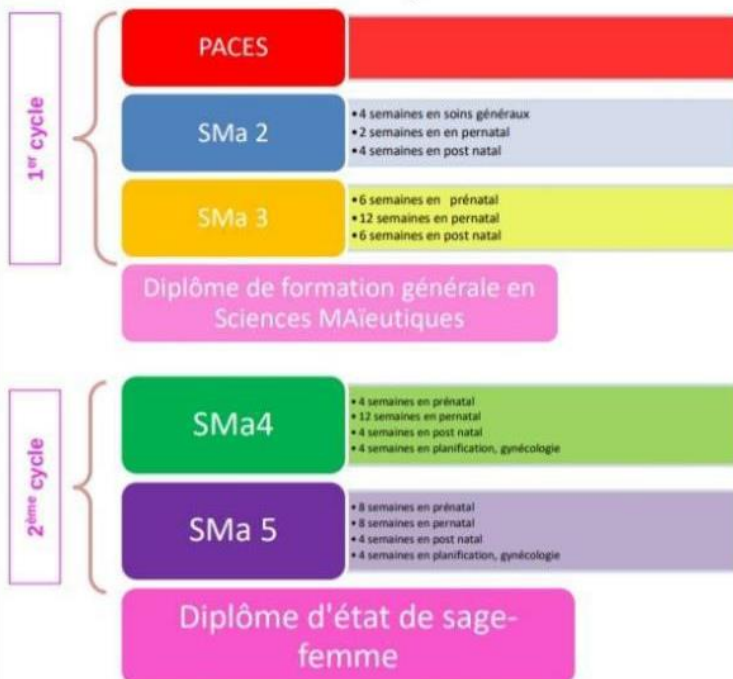 1er cycle
PACES
SMa 2
• 4 semaines en soins généraux
• 2 semaines en en pernatal
• 4 semaines en post natal
SMa 3
• 6 semaines en prénatal
• 12 semaines en pernatal
• 6 semaines en post natal
Diplôme de formation générale en
Sciences MAïeutiques
2ème cycle
SMa4
• 4 semaines en prénatal
• 12 semaines en pernatal
• 4 semaines en post natal
• 4 semaines en planification, gynécologie
SMa 5
• 8 semaines en prénatal
• 8 semaines en pernatal
• 4 semaines en post natal
• 4 semaines en planification, gynécologie
Diplôme d'état de sage-
femme